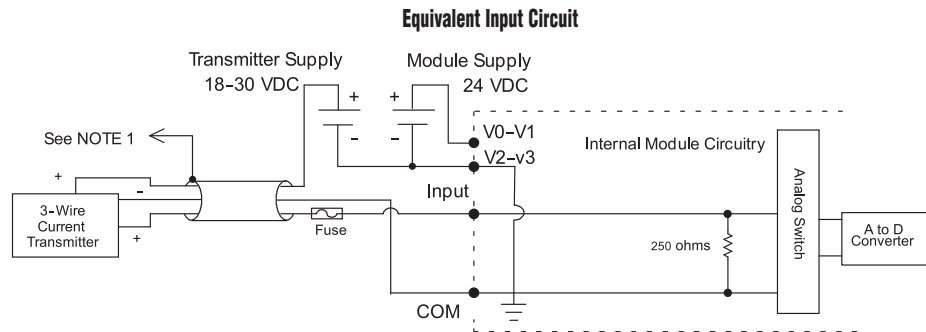 Equivalent Input Circuit
Transmitter Supply
18–30 VDC
Module Supply
24 VDC
+
-
+
-
V0–V1
V2–v3
See NOTE 1
Internal Module Circuitry
Input
+
-
+
3-Wire
Current
Transmitter
Fuse
250 ohms
Analog Switch
A to D
Converter
COM